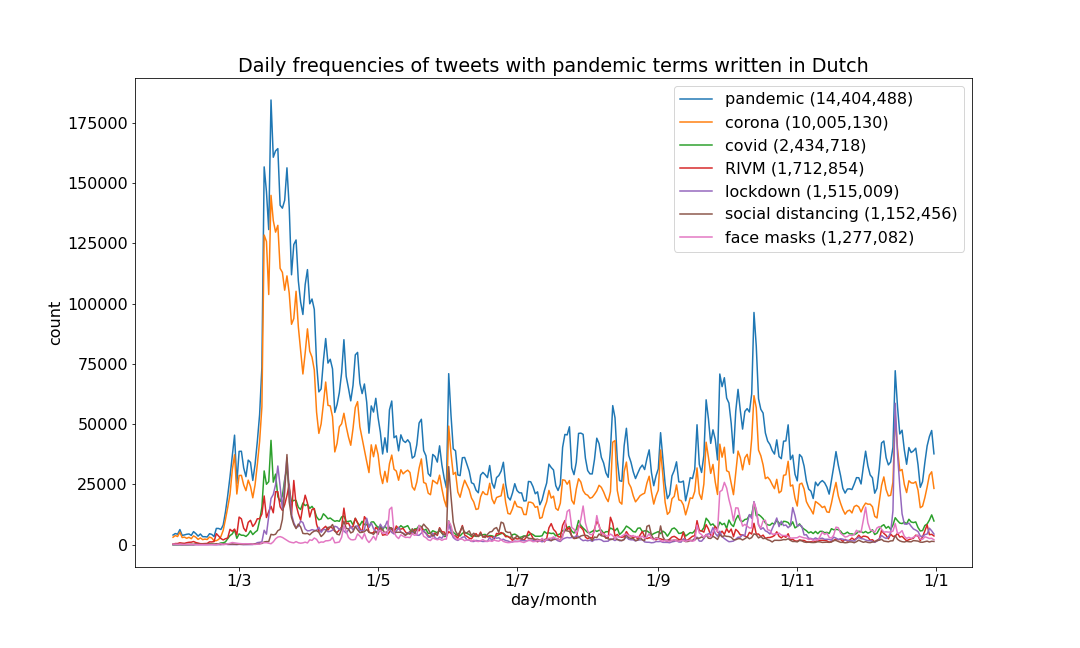 Daily frequencies of tweets with pandemic terms written in Dutch
pandemic (14,404,488)
corona (10,005,130)
covid (2,434,718)
RIVM (1,712,854)
lockdown (1,515,009)
social distancing (1,152,456)
face masks (1,277,082)
count
175000
150000
125000
100000
75000
50000
25000
0
1/3 1/5 1/7 1/9 1/11 1/1
day/month